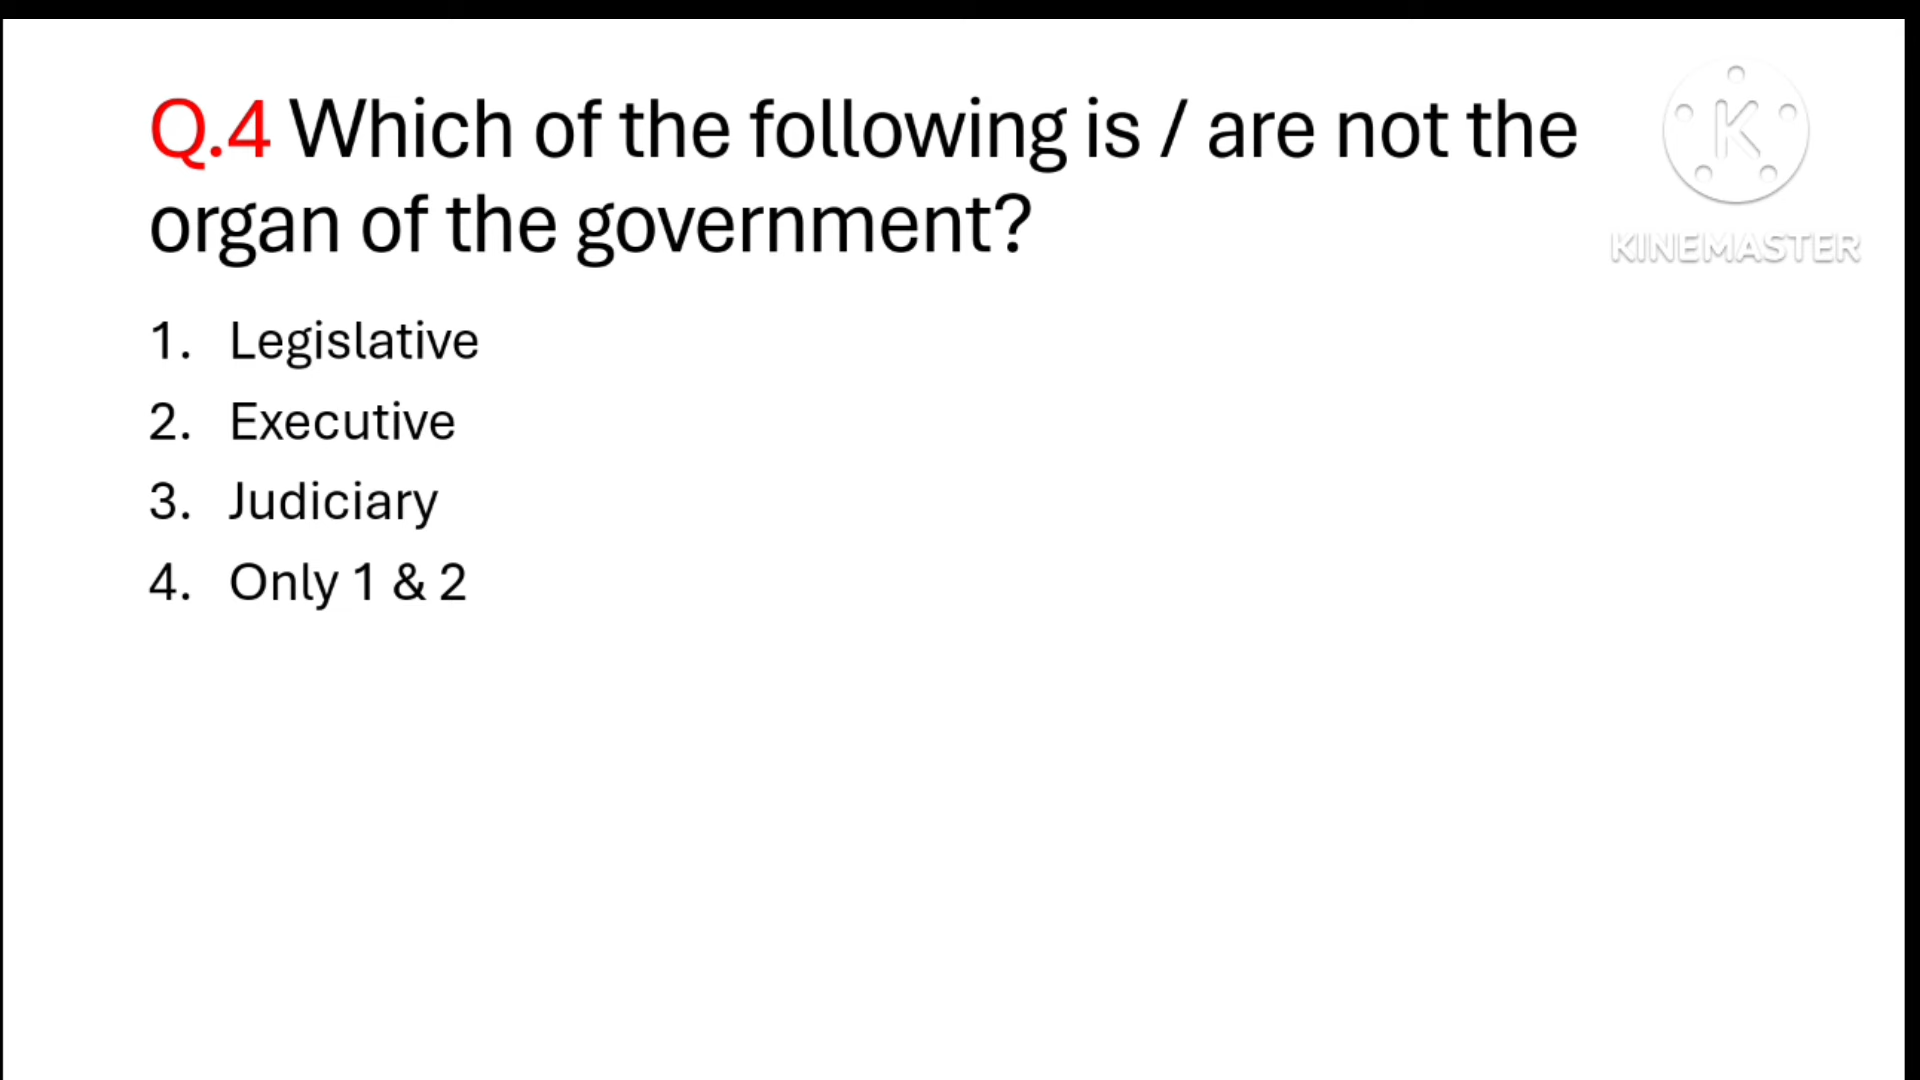 Q.4 Which of the following is / are not the
organ of the government?
K
KINEMASTER
1. Legislative
2. Executive
3. Judiciary
4. Only 1 & 2